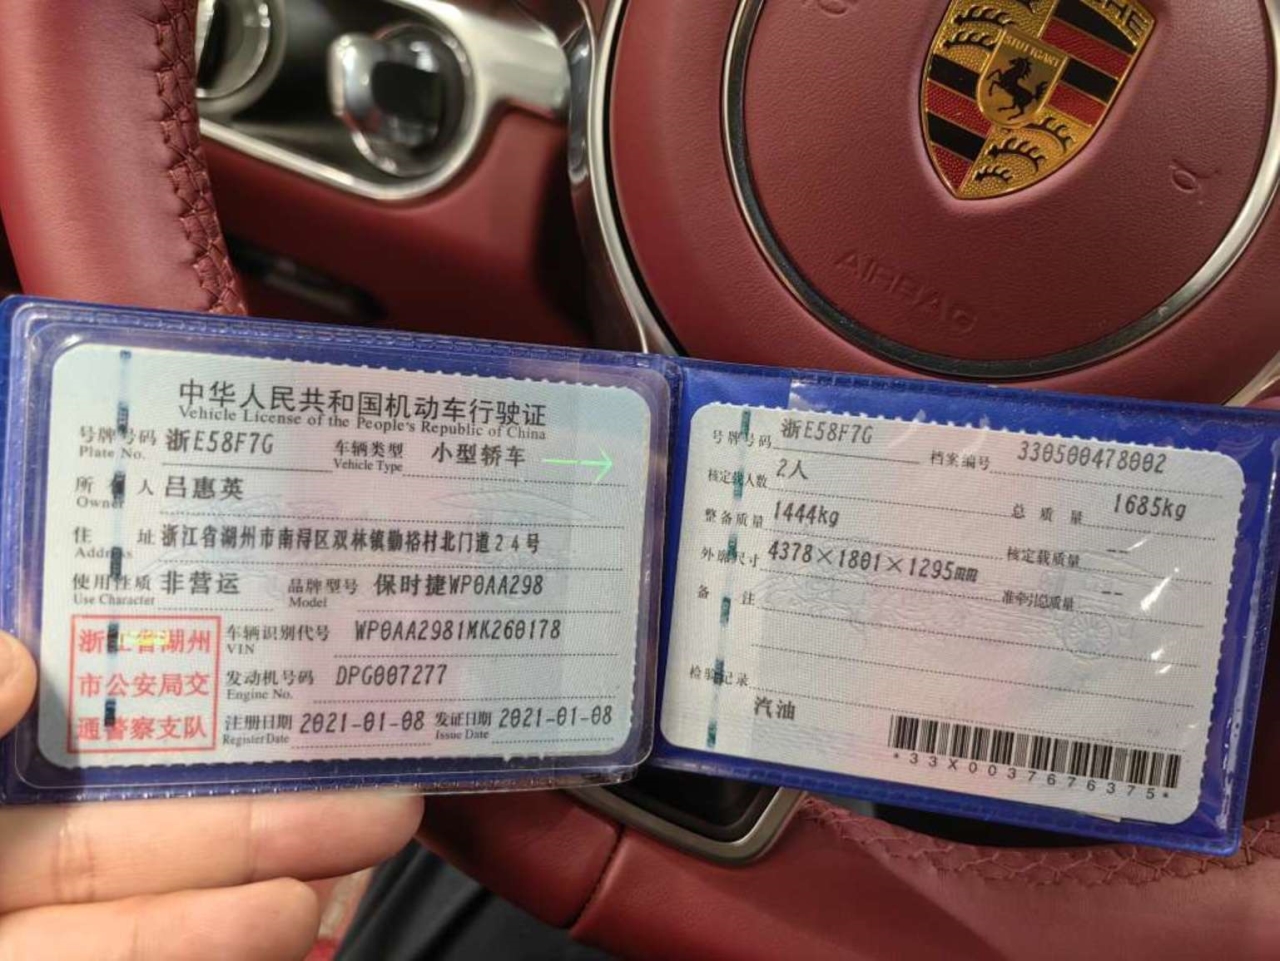 PORSCHE
STUTTGART
AIRBAG
中华人民共和国机动车行驶证
Vehicle License of the People's Republic of China
号牌号码 浙E58F7G 车辆类型 小型轿车
Plate No. Vehicle Type
所有人 吕惠英
Owner
住址 浙江省湖州市南浔区双林镇勤裕村北门道24号
Address
使用性质 非营运 品牌型号 保时捷WP0AA298
Use Character Model
浙江省湖州
市公安局交
通警察支队
车辆识别代号 WP0AA2981MK260178
VIN
发动机号码 DPG007277
Engine No.
注册日期 2021-01-08 发证日期 2021-01-08
Register Date Issue Date
号牌号码 浙E58F7G 档案编号 330500478002
核定载人数 2人 总质量 1685kg
整备质量 1444kg 核定载质量 --
外廓尺寸 4378×1801×1295mm 准牵引总质量 --
备注
检验记录
汽油
*33X0037676375*